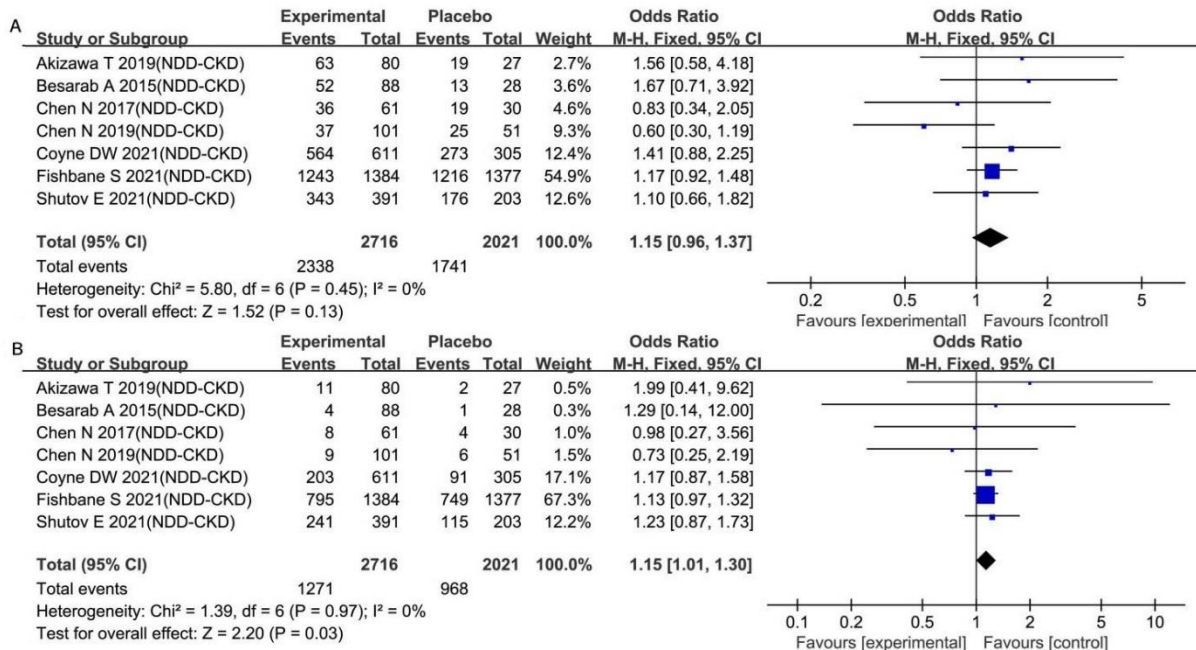 A
Experimental Placebo Odds Ratio Odds Ratio
Study or Subgroup Events Total Events Total Weight M-H, Fixed, 95% CI M-H, Fixed, 95% CI
Akizawa T 2019(NDD-CKD) 63 80 19 27 2.7% 1.56 [0.58, 4.18]
Besarab A 2015(NDD-CKD) 52 88 13 28 3.6% 1.67 [0.71, 3.92]
Chen N 2017(NDD-CKD) 36 61 19 30 4.6% 0.83 [0.34, 2.05]
Chen N 2019(NDD-CKD) 37 101 25 51 9.3% 0.60 [0.30, 1.19]
Coyne DW 2021(NDD-CKD) 564 611 273 305 12.4% 1.41 [0.88, 2.25]
Fishbane S 2021(NDD-CKD) 1243 1384 1216 1377 54.9% 1.17 [0.92, 1.48]
Shutov E 2021(NDD-CKD) 343 391 176 203 12.6% 1.10 [0.66, 1.82]
Total (95% CI) 2716 2021 100.0% 1.15 [0.96, 1.37]
Total events 2338 1741
Heterogeneity: Chi² = 5.80, df = 6 (P = 0.45); I² = 0%
Test for overall effect: Z = 1.52 (P = 0.13)
0.2 0.5 1 2 5
Favours [experimental] Favours [control]
B
Experimental Placebo Odds Ratio Odds Ratio
Study or Subgroup Events Total Events Total Weight M-H, Fixed, 95% CI M-H, Fixed, 95% CI
Akizawa T 2019(NDD-CKD) 11 80 2 27 0.5% 1.99 [0.41, 9.62]
Besarab A 2015(NDD-CKD) 4 88 1 28 0.3% 1.29 [0.14, 12.00]
Chen N 2017(NDD-CKD) 8 61 4 30 1.0% 0.98 [0.27, 3.56]
Chen N 2019(NDD-CKD) 9 101 6 51 1.5% 0.73 [0.25, 2.19]
Coyne DW 2021(NDD-CKD) 203 611 91 305 17.1% 1.17 [0.87, 1.58]
Fishbane S 2021(NDD-CKD) 795 1384 749 1377 67.3% 1.13 [0.97, 1.32]
Shutov E 2021(NDD-CKD) 241 391 115 203 12.2% 1.23 [0.87, 1.73]
Total (95% CI) 2716 2021 100.0% 1.15 [1.01, 1.30]
Total events 1271 968
Heterogeneity: Chi² = 1.39, df = 6 (P = 0.97); I² = 0%
Test for overall effect: Z = 2.20 (P = 0.03)
0.1 0.2 0.5 1 2 5 10
Favours [experimental] Favours [control]